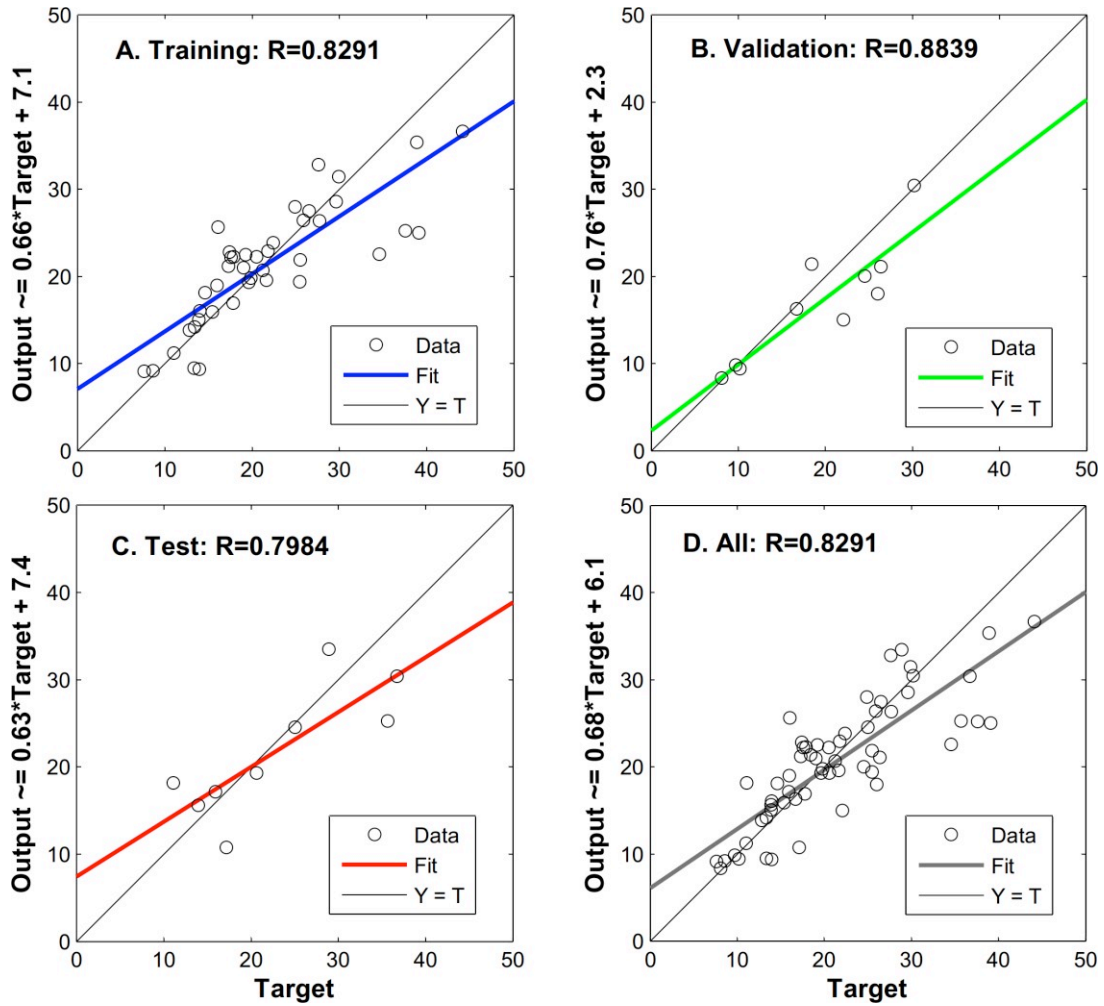 A. Training: R=0.8291
Output ~= 0.66*Target + 7.1
50
40
30
20
10
0
Data
Fit
Y = T
0 10 20 30 40 50
B. Validation: R=0.8839
Output ~= 0.76*Target + 2.3
50
40
30
20
10
0
Data
Fit
Y = T
0 10 20 30 40 50
C. Test: R=0.7984
Output ~= 0.63*Target + 7.4
50
40
30
20
10
0
Data
Fit
Y = T
0 10 20 30 40 50
Target
D. All: R=0.8291
Output ~= 0.68*Target + 6.1
50
40
30
20
10
0
Data
Fit
Y = T
0 10 20 30 40 50
Target